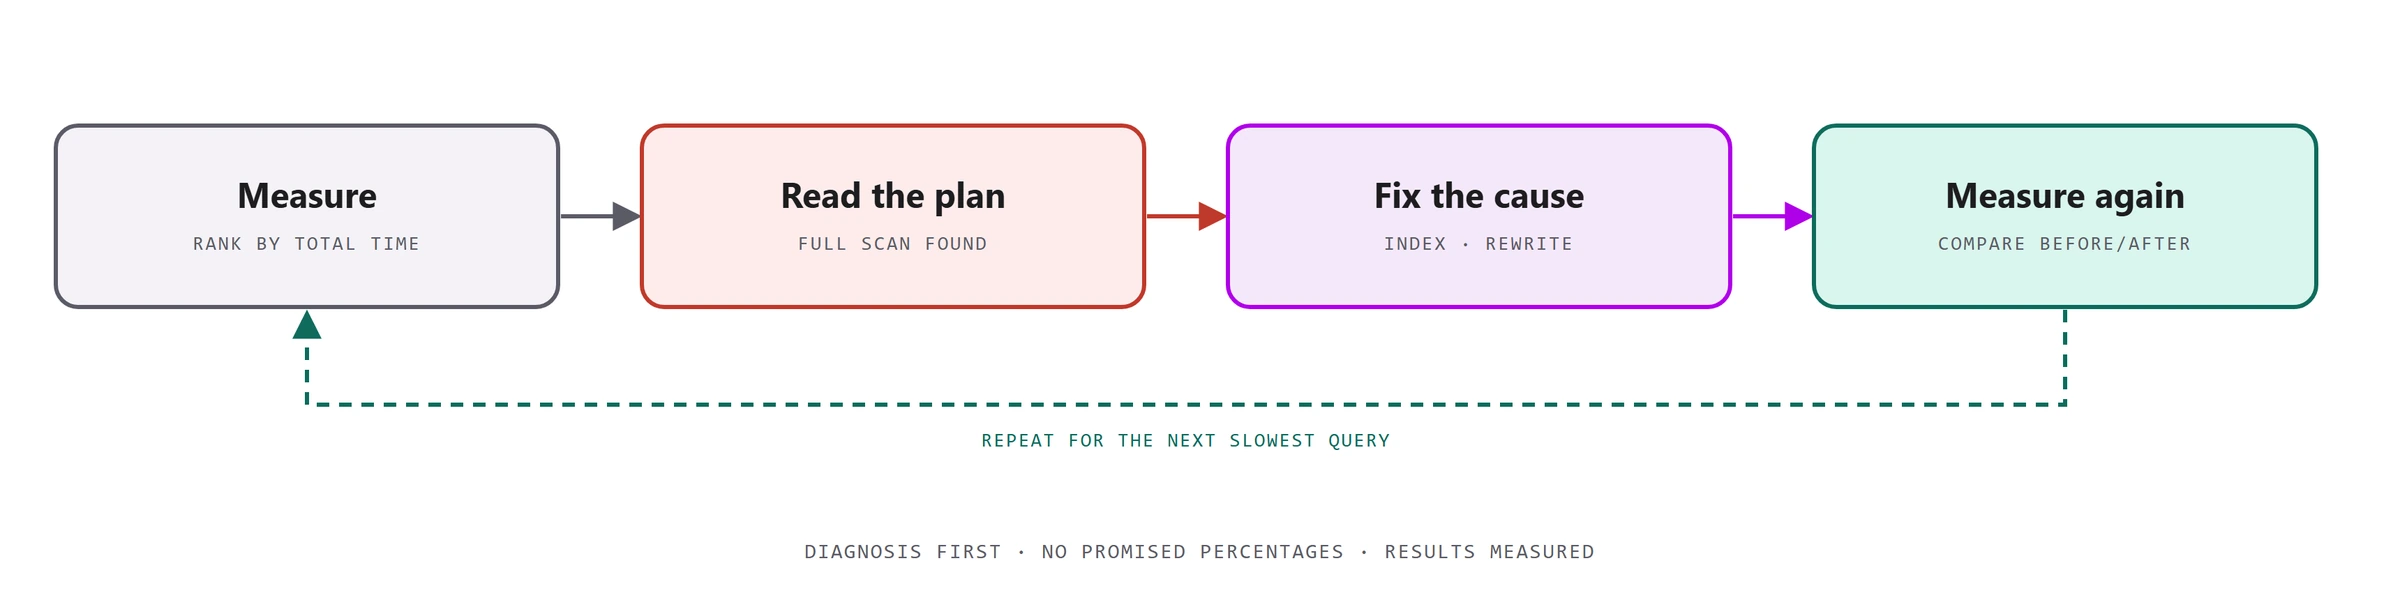 Measure
RANK BY TOTAL TIME
Read the plan
FULL SCAN FOUND
Fix the cause
INDEX · REWRITE
Measure again
COMPARE BEFORE/AFTER
REPEAT FOR THE NEXT SLOWEST QUERY
DIAGNOSIS FIRST · NO PROMISED PERCENTAGES · RESULTS MEASURED